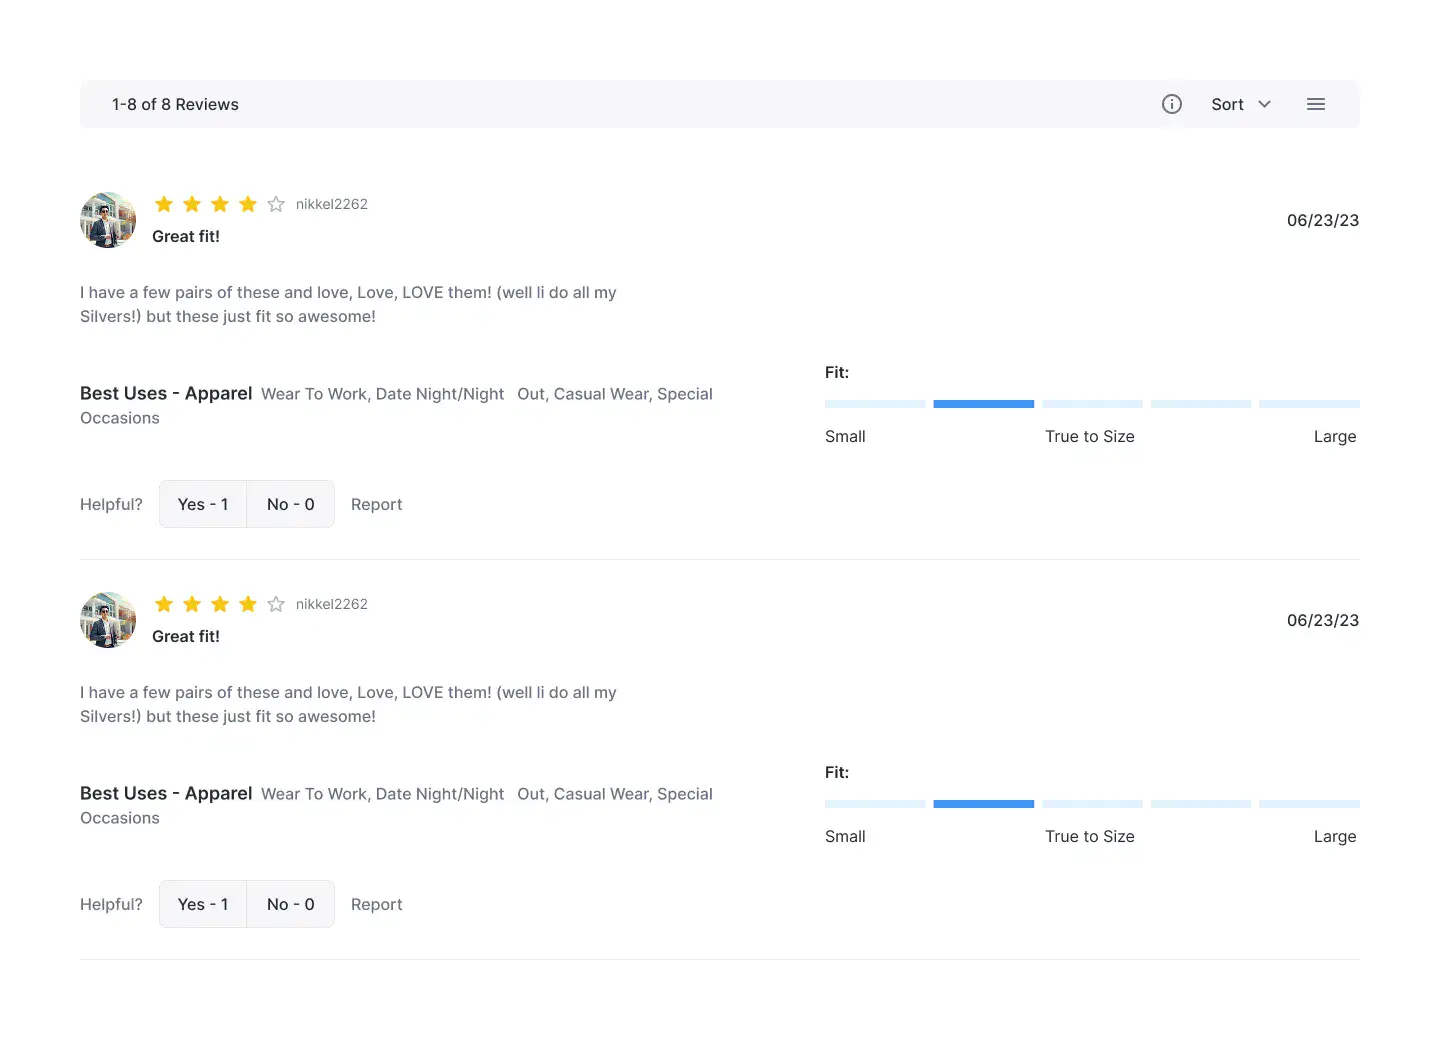 1-8 of 8 Reviews Sort
nikkel2262
Great fit!
06/23/23
I have a few pairs of these and love, Love, LOVE them! (well Ii do all my
Silvers!) but these just fit so awesome!
Best Uses - Apparel Wear To Work, Date Night/Night Out, Casual Wear, Special
Occasions
Fit:
Small True to Size Large
Helpful? Yes - 1 No - 0 Report
nikkel2262
Great fit!
06/23/23
I have a few pairs of these and love, Love, LOVE them! (well Ii do all my
Silvers!) but these just fit so awesome!
Best Uses - Apparel Wear To Work, Date Night/Night Out, Casual Wear, Special
Occasions
Fit:
Small True to Size Large
Helpful? Yes - 1 No - 0 Report